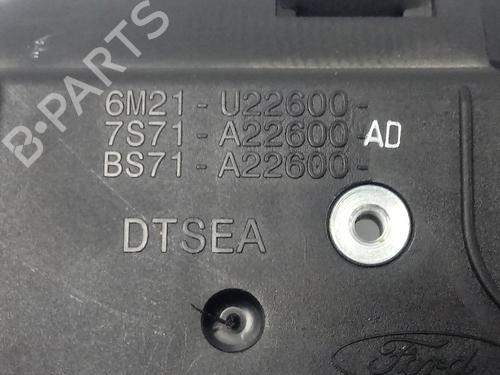 B-PARTS
6M21 - U22600 -
7S71 - A22600 - AD
BS71 - A22600 -
DTSEA
Ford